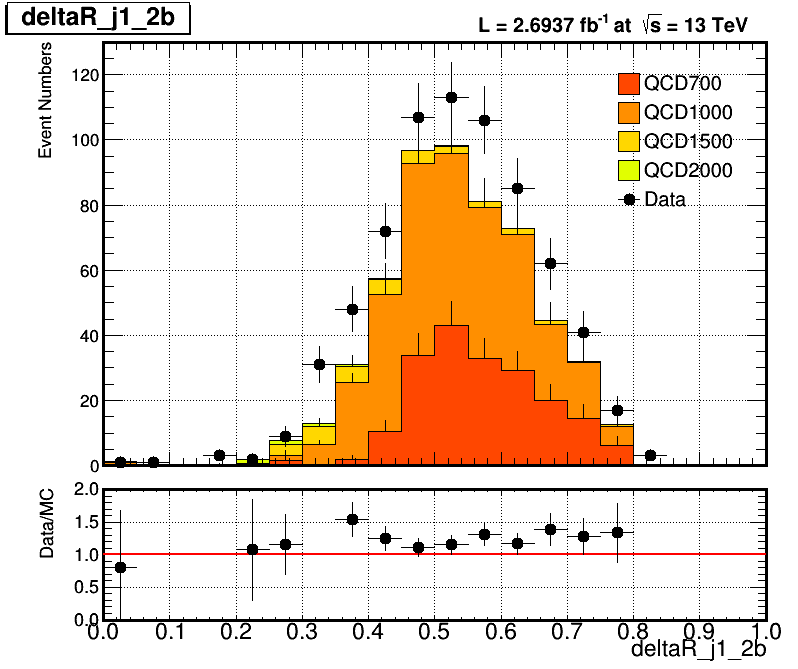 deltaR_j1_2b
L = 2.6937 fb-1 at √s = 13 TeV
Event Numbers
120
100
80
60
40
20
0
QCD700
QCD1000
QCD1500
QCD2000
Data
Data/MC
2.0
1.5
1.0
0.5
0.0
0.0 0.1 0.2 0.3 0.4 0.5 0.6 0.7 0.8 0.9 1.0
deltaR_j1_2b